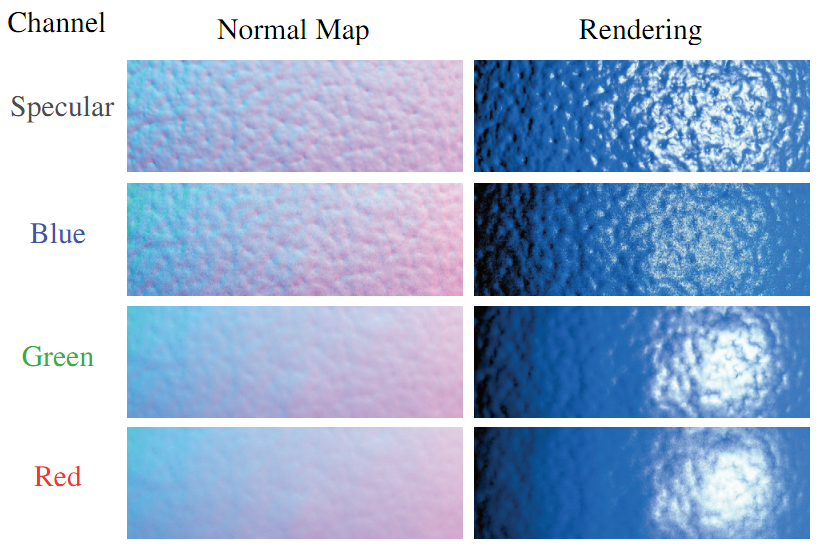 Channel
Normal Map
Rendering
Specular
Blue
Green
Red